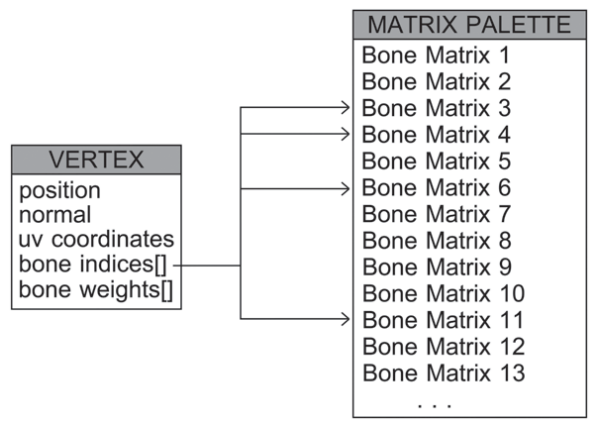 VERTEX
position
normal
uv coordinates
bone indices[]
bone weights[]
MATRIX PALETTE
Bone Matrix 1
Bone Matrix 2
Bone Matrix 3
Bone Matrix 4
Bone Matrix 5
Bone Matrix 6
Bone Matrix 7
Bone Matrix 8
Bone Matrix 9
Bone Matrix 10
Bone Matrix 11
Bone Matrix 12
Bone Matrix 13
. . .